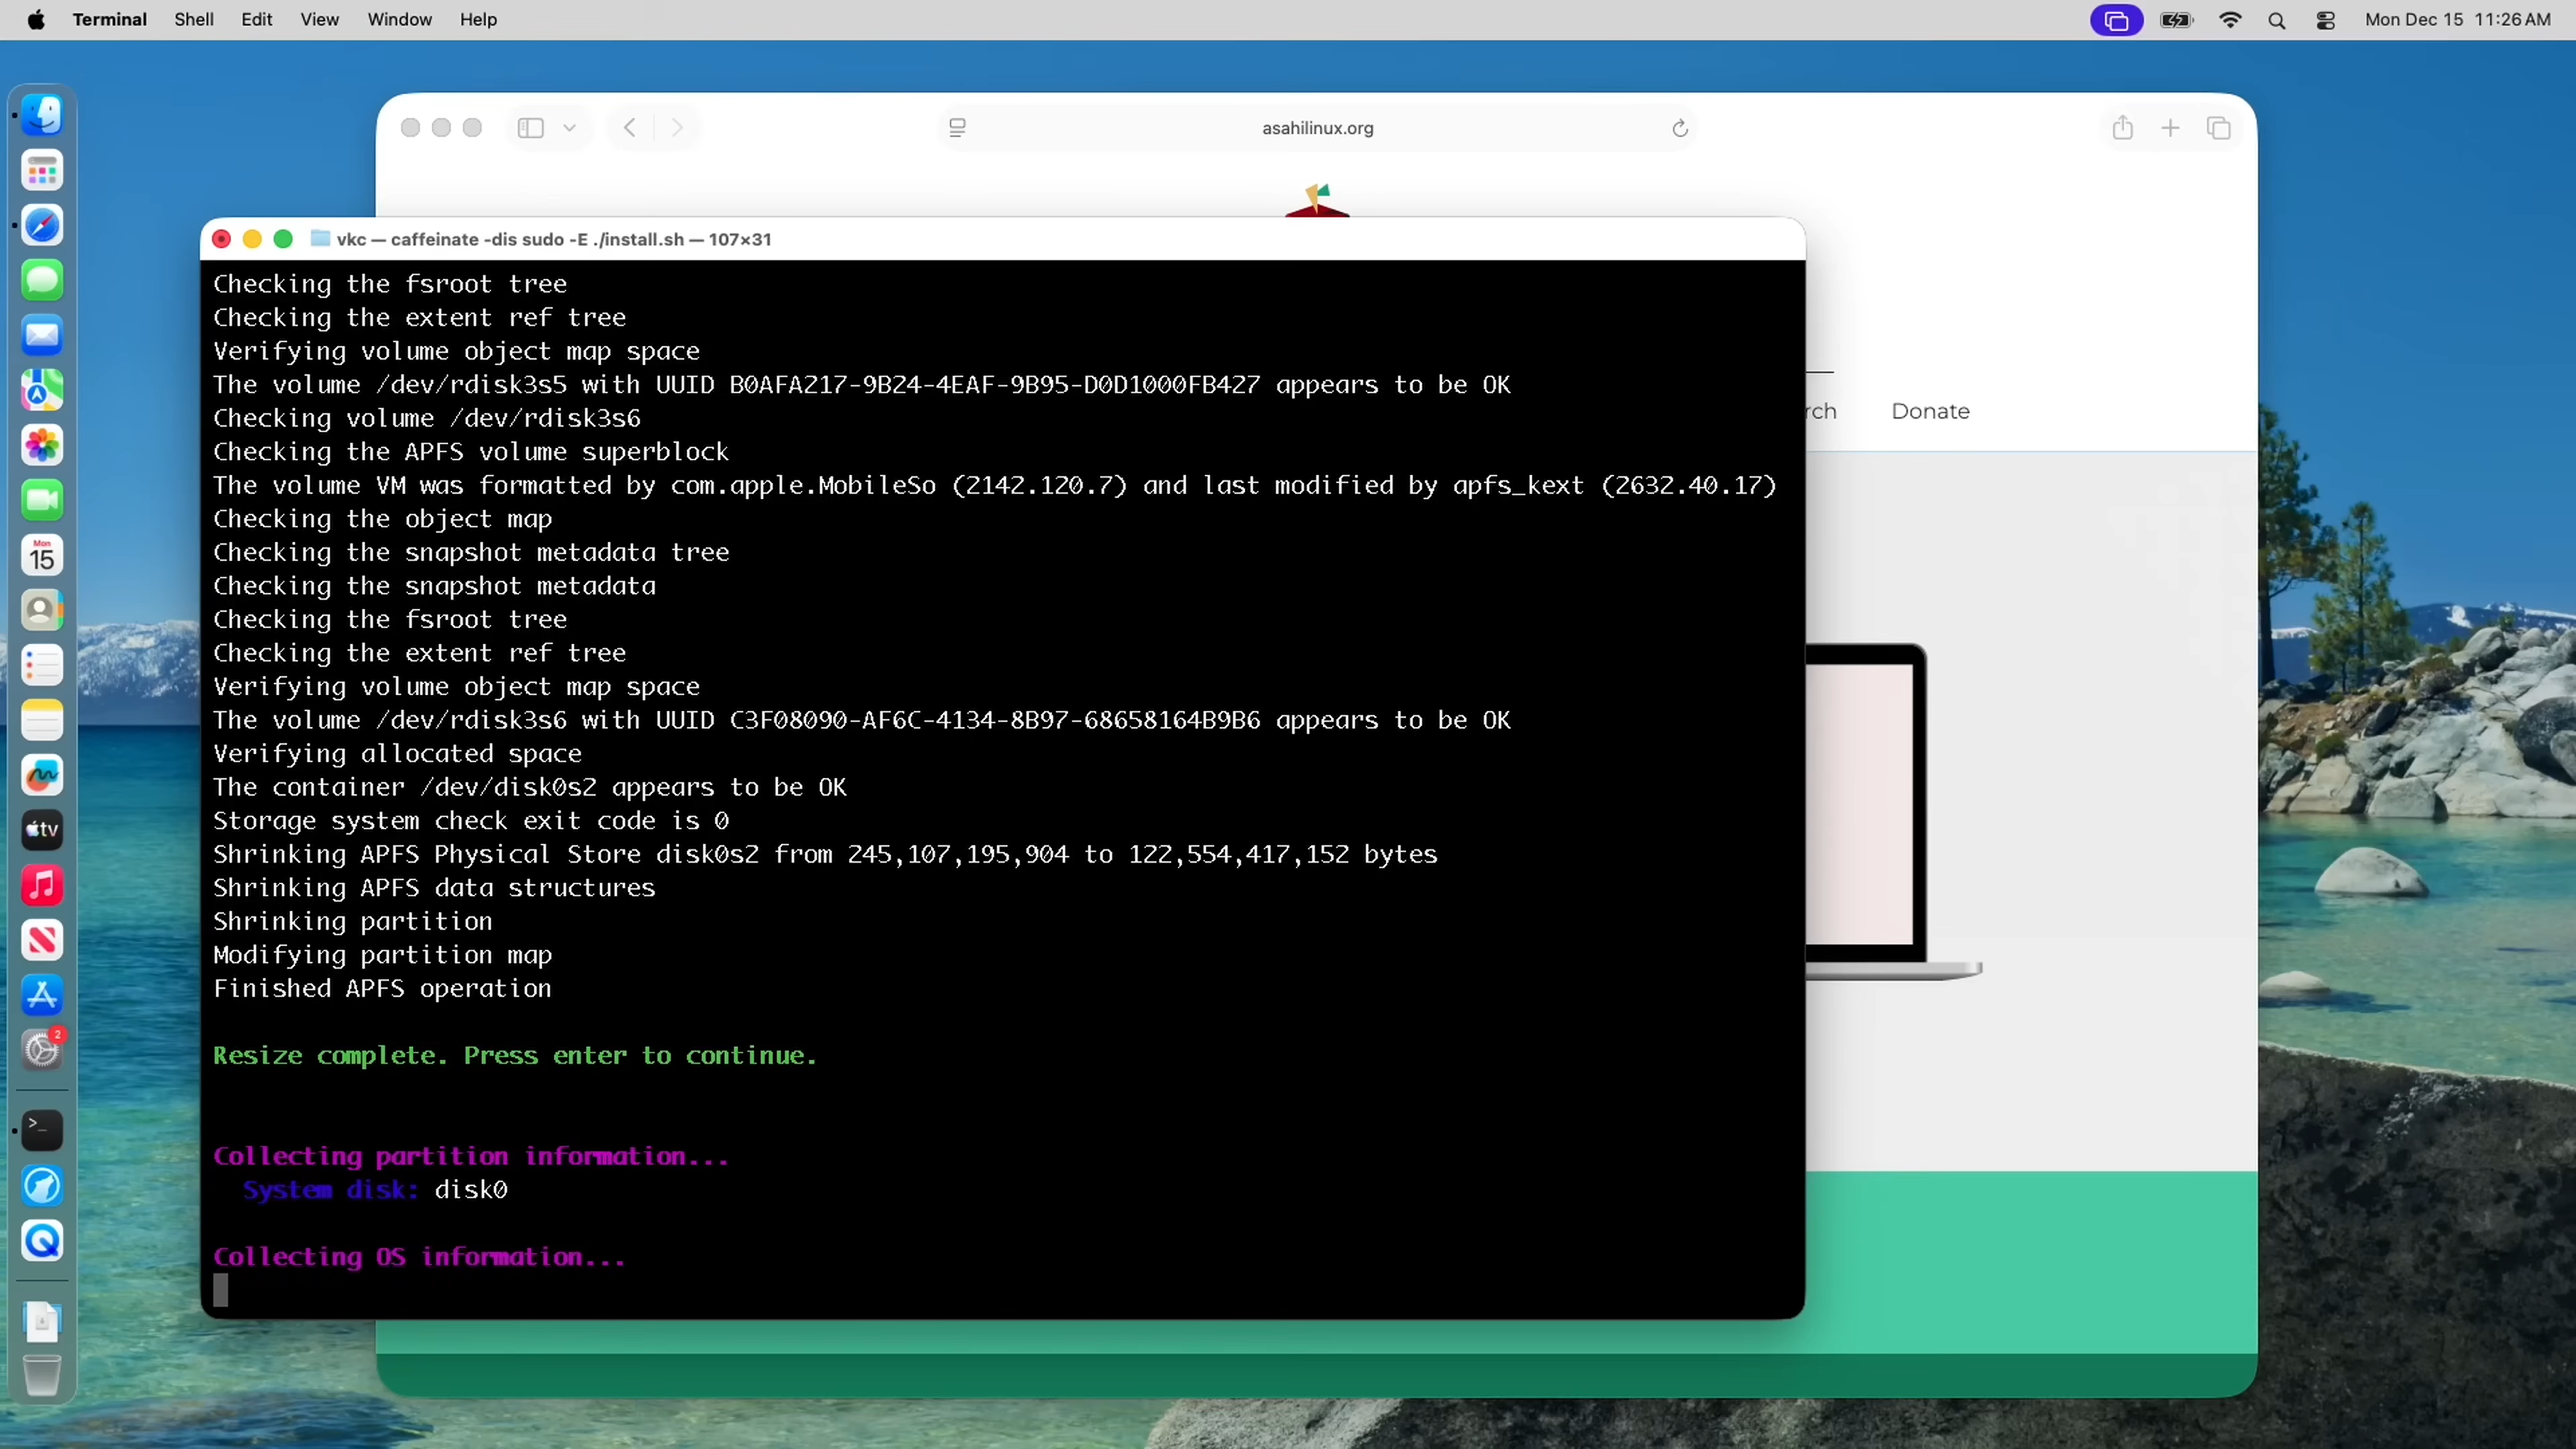 Terminal Shell Edit View Window Help
Mon Dec 15 11:26 AM
asahilinux.org
vkc — caffeinate -dis sudo -E ./install.sh — 107×31
Checking the fsroot tree
Checking the extent ref tree
Verifying volume object map space
The volume /dev/rdisk3s5 with UUID B0AFA217-9B24-4EAF-9B95-D0D1000FB427 appears to be OK
Checking volume /dev/rdisk3s6
Checking the APFS volume superblock
The volume VM was formatted by com.apple.MobileSo (2142.120.7) and last modified by apfs_kext (2632.40.17)
Checking the object map
Checking the snapshot metadata tree
Checking the snapshot metadata
Checking the fsroot tree
Checking the extent ref tree
Verifying volume object map space
The volume /dev/rdisk3s6 with UUID C3F08090-AF6C-4134-8B97-68658164B9B6 appears to be OK
Verifying allocated space
The container /dev/disk0s2 appears to be OK
Storage system check exit code is 0
Shrinking APFS Physical Store disk0s2 from 245,107,195,904 to 122,554,417,152 bytes
Shrinking APFS data structures
Shrinking partition
Modifying partition map
Finished APFS operation
Resize complete. Press enter to continue.
Collecting partition information...
System disk: disk0
Collecting OS information...
rch Donate
Mon
15
tv
2